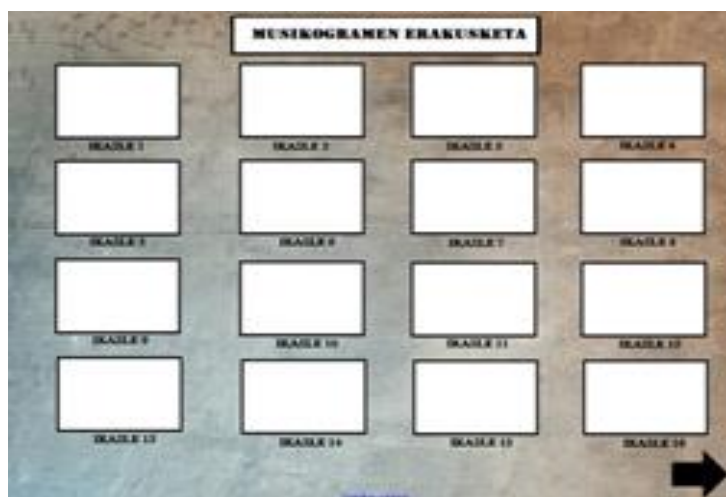 MUSIKOGRAMEN ERAKUSKETA
IKASLE 1
IKASLE 2
IKASLE 3
IKASLE 4
IKASLE 5
IKASLE 6
IKASLE 7
IKASLE 8
IKASLE 9
IKASLE 10
IKASLE 11
IKASLE 12
IKASLE 13
IKASLE 14
IKASLE 15
IKASLE 16